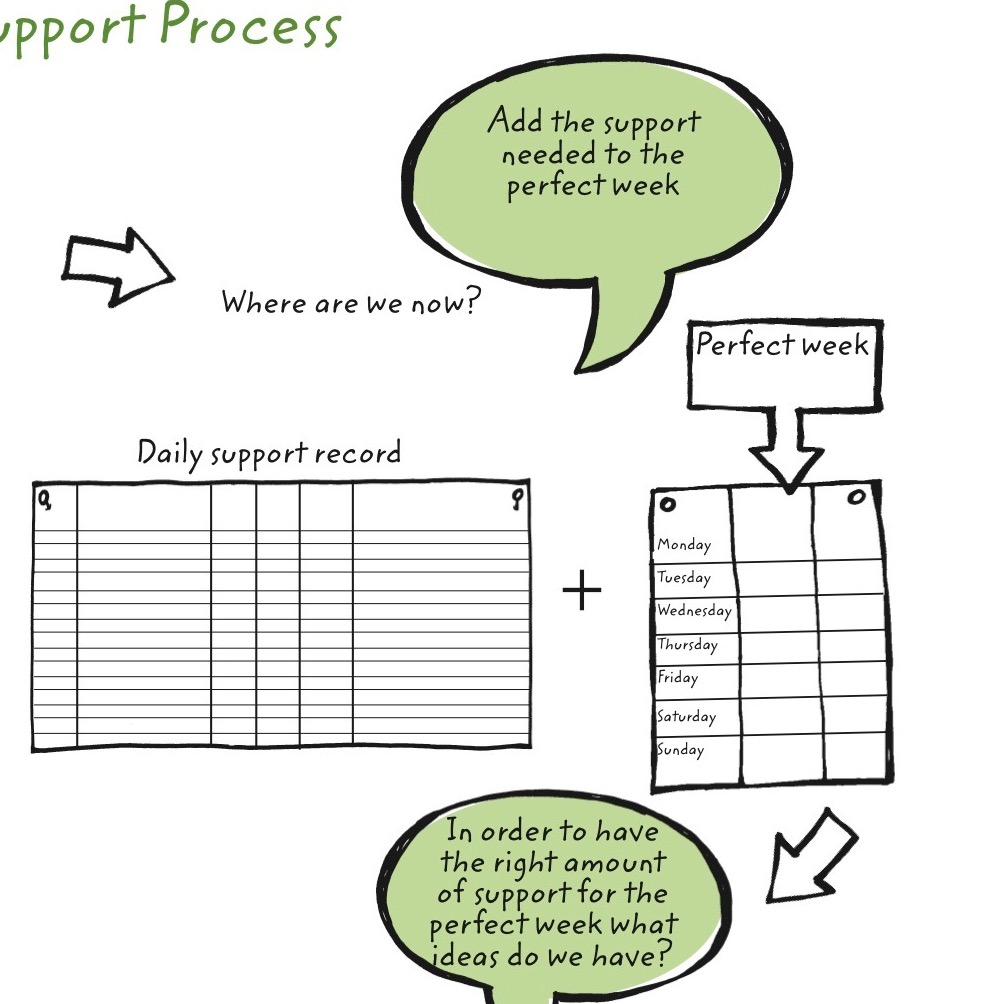 upport Process
Add the support
needed to the
perfect week
Where are we now?
Perfect week
Daily support record
Monday
Tuesday
Wednesday
Thursday
Friday
Saturday
Sunday
In order to have
the right amount
of support for the
perfect week what
ideas do we have?